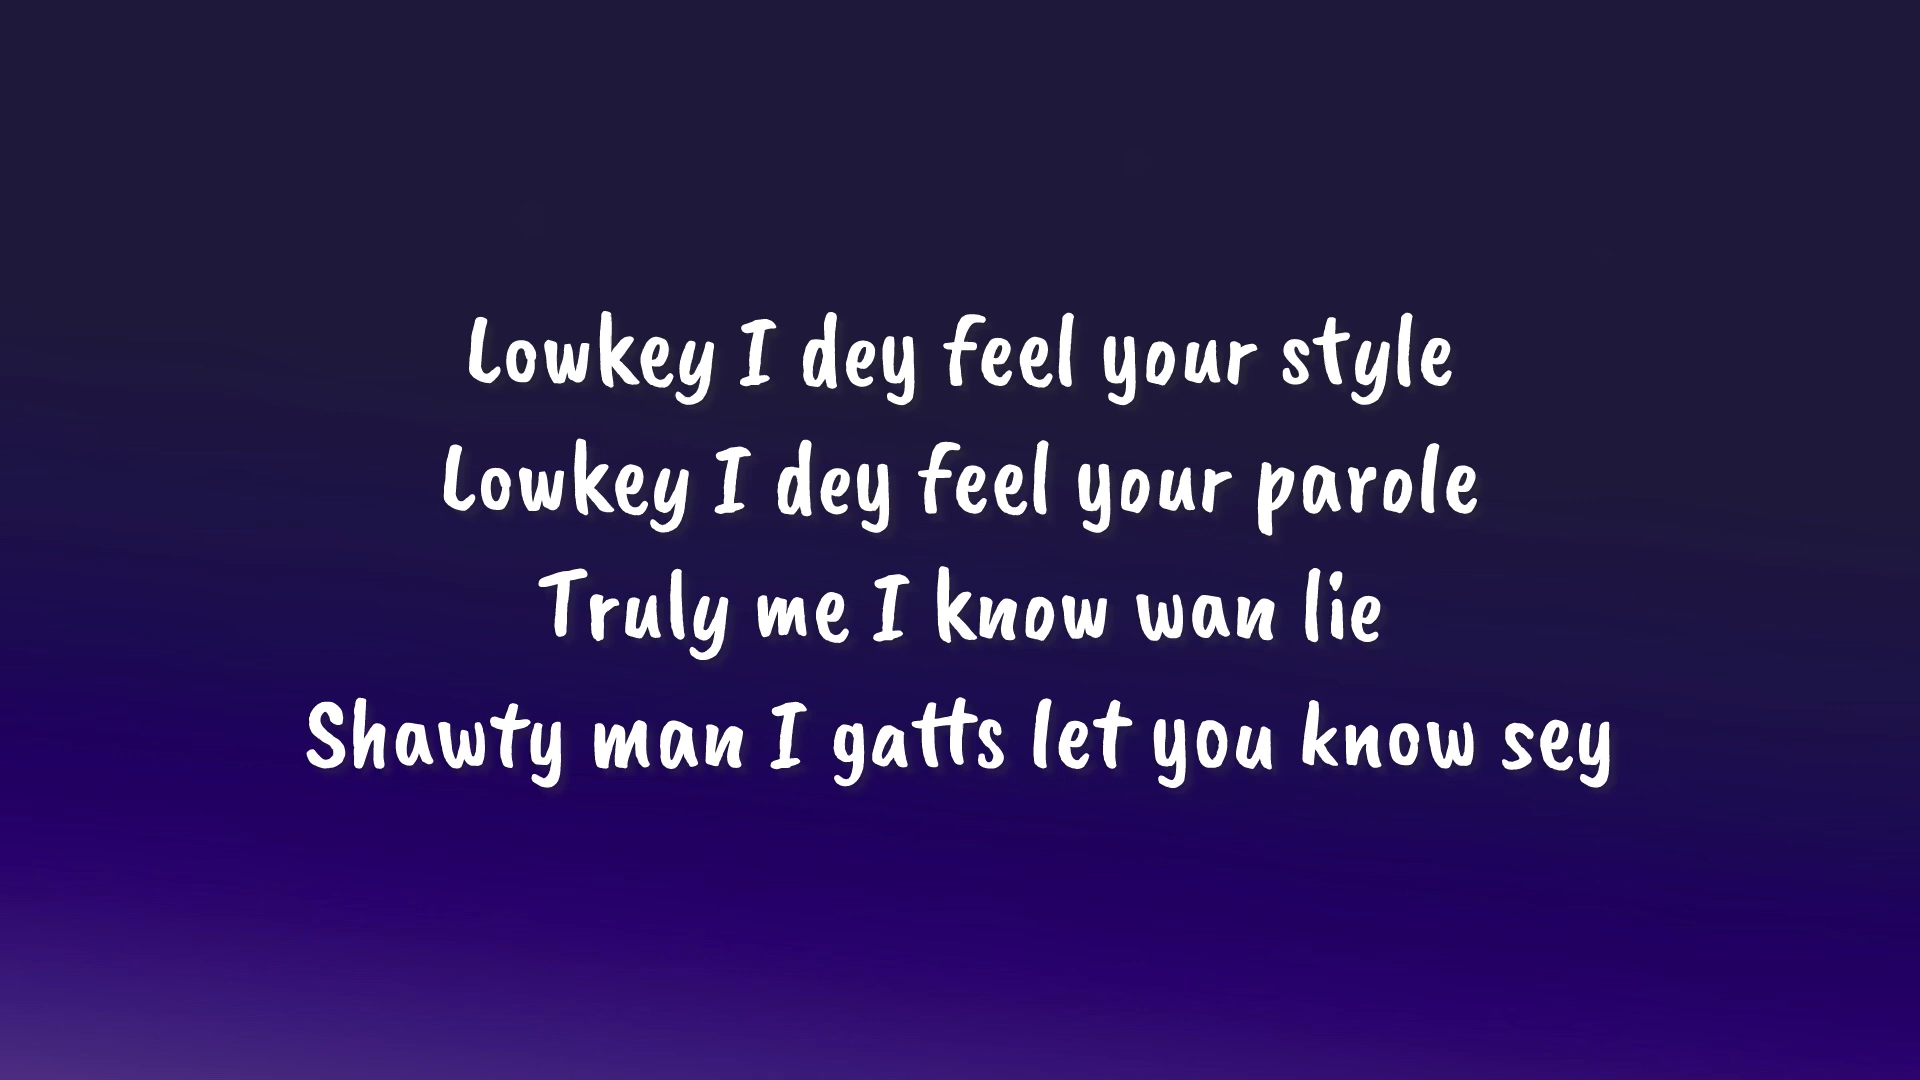 Lowkey I dey feel your style
Lowkey I dey feel your parole
Truly me I know wan lie
Shawty man I gatts let you know sey